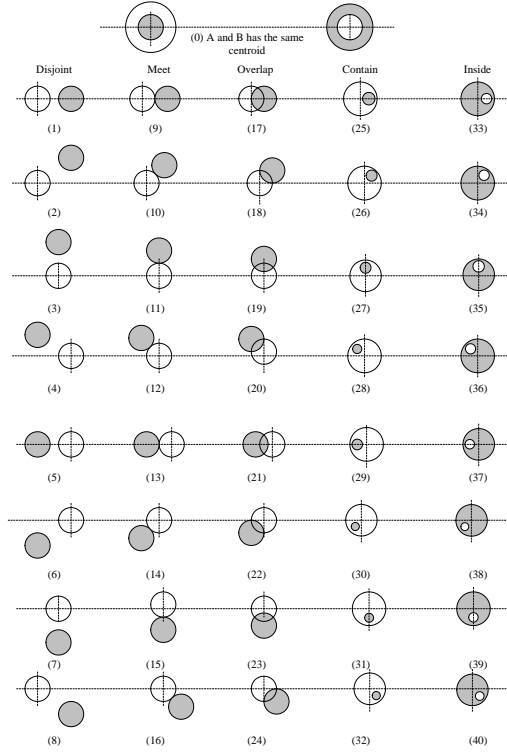 (0) A and B has the same
centroid
Disjoint Meet Overlap Contain Inside
(1) (9) (17) (25) (33)
(2) (10) (18) (26) (34)
(3) (11) (19) (27) (35)
(4) (12) (20) (28) (36)
(5) (13) (21) (29) (37)
(6) (14) (22) (30) (38)
(7) (15) (23) (31) (39)
(8) (16) (24) (32) (40)